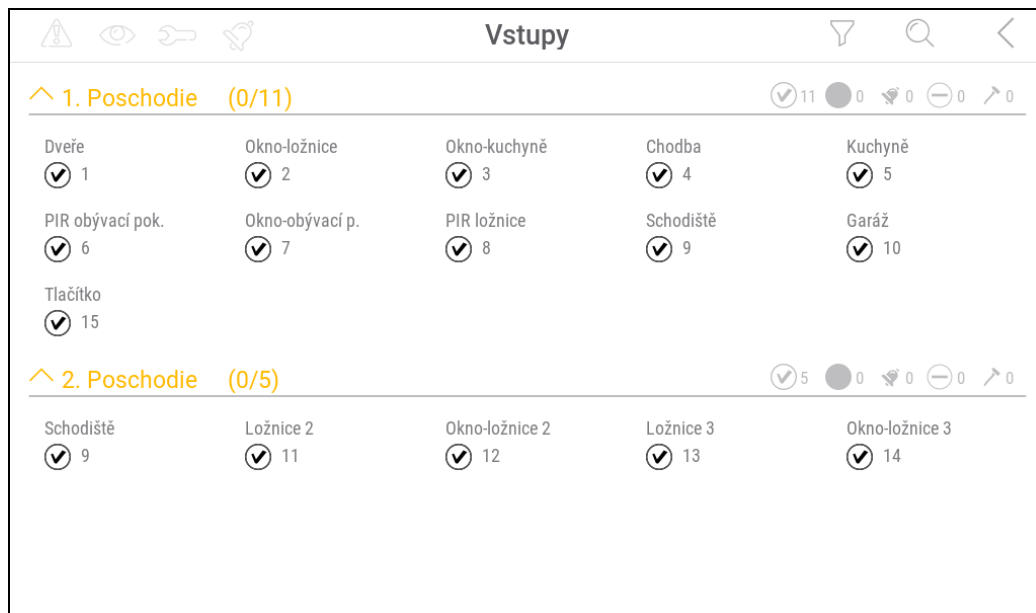 Vstupy
1. Poschodie (0/11) 11 0 0 0 0
Dveře Okno-ložnice Okno-kuchyně Chodba Kuchyně
1 2 3 4 5
PIR obývací pok. Okno-obývací p. PIR ložnice Schodiště Garáž
6 7 8 9 10
Tlačítko
15
2. Poschodie (0/5) 5 0 0 0 0
Schodiště Ložnice 2 Okno-ložnice 2 Ložnice 3 Okno-ložnice 3
9 11 12 13 14